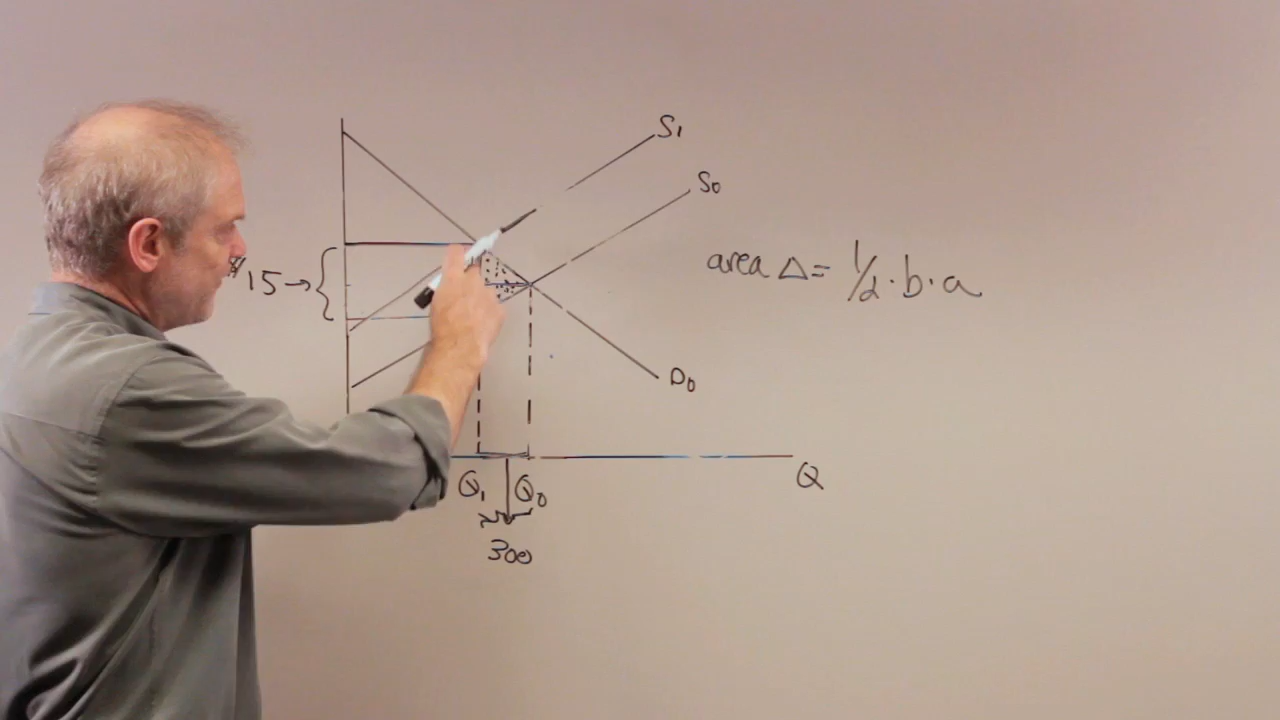 S₁
S₀
15→{
area △= 1/2·b·a
D₀
Q₁ Q₀
Q
300